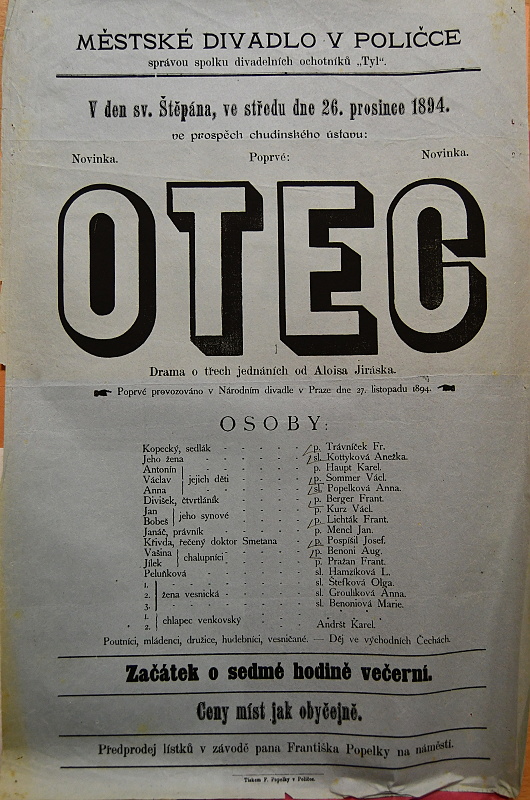 MĚSTSKÉ DIVADLO V POLIČCE
správou spolku divadelních ochotníků „Tyl“.
V den sv. Štěpána, ve středu dne 26. prosince 1894.
ve prospěch chudinského ústavu:
Novinka. Poprvé: Novinka.
OTEC
Drama o třech jednáních od Aloisa Jiráska.
Poprvé provozováno v Národním divadle v Praze dne 27. listopadu 1894.
OSOBY:
Kopecký, sedlák - - - - - p. Trávníček Fr.
Jeho žena - - - - - sl. Kottyková Anežka.
Antonín - - - - p. Haupt Karel.
Václav jejich děti - - - - p. Sommer Václ.
Anna - - - - sl. Popelková Anna.
Divíšek, čtvrtláník - - - - p. Berger Frant.
Jan - - - - p. Kurz Václ.
Bobeš jeho synové - - - - p. Lichták Frant.
Janáč, právník - - - - p. Mencl Jan.
Křivda, řečený doktor Smetana - - p. Pospíšil Josef.
Vašina - - - - p. Benoni Aug.
Jílek chalupníci - - - - p. Pražan Frant.
Peluňková - - - - sl. Hamzíková L.
1. - - - - sl. Štefková Olga.
2. žena vesnická - - - - sl. Groulíková Anna.
3. - - - - sl. Benoniová Marie.
1.
2. chlapec venkovský - - - - Andršt Karel.
Poutníci, mládenci, družice, hudebníci, vesničané. — Děj ve východních Čechách.
Začátek o sedmé hodině večerní.
Ceny míst jak obyčejně.
Předprodej lístků v závodě pana Františka Popelky na náměstí.
Tiskem F. Popelky v Poličce.